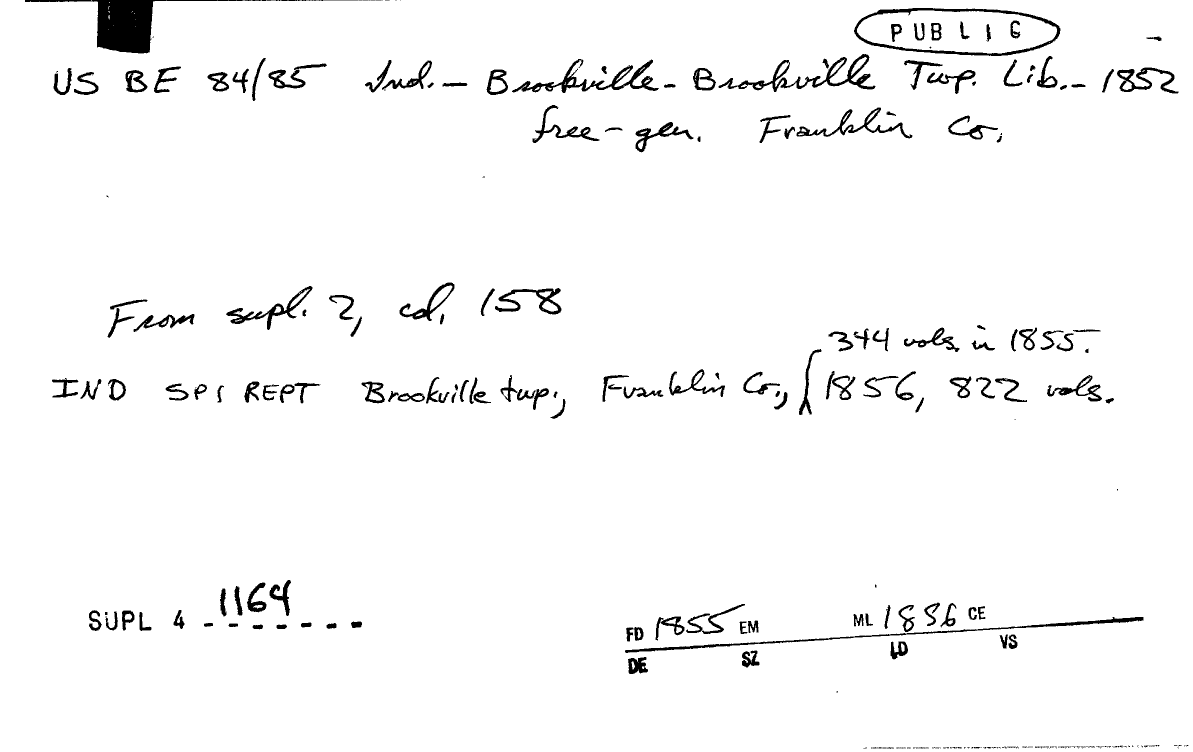 PUBLIC
US BE 84/85 Ind. - Brookville - Brookville Twp. Lib. - 1852
free - gen. Franklin Co.
From supl. 2, col. 158
344 vols. in 1855.
IND SPI REPT Brookville twp., Franklin Co., 1856, 822 vols.
SUPL 4 1164
FD 1855 EM ML 1886 CE
DE SZ LD VS